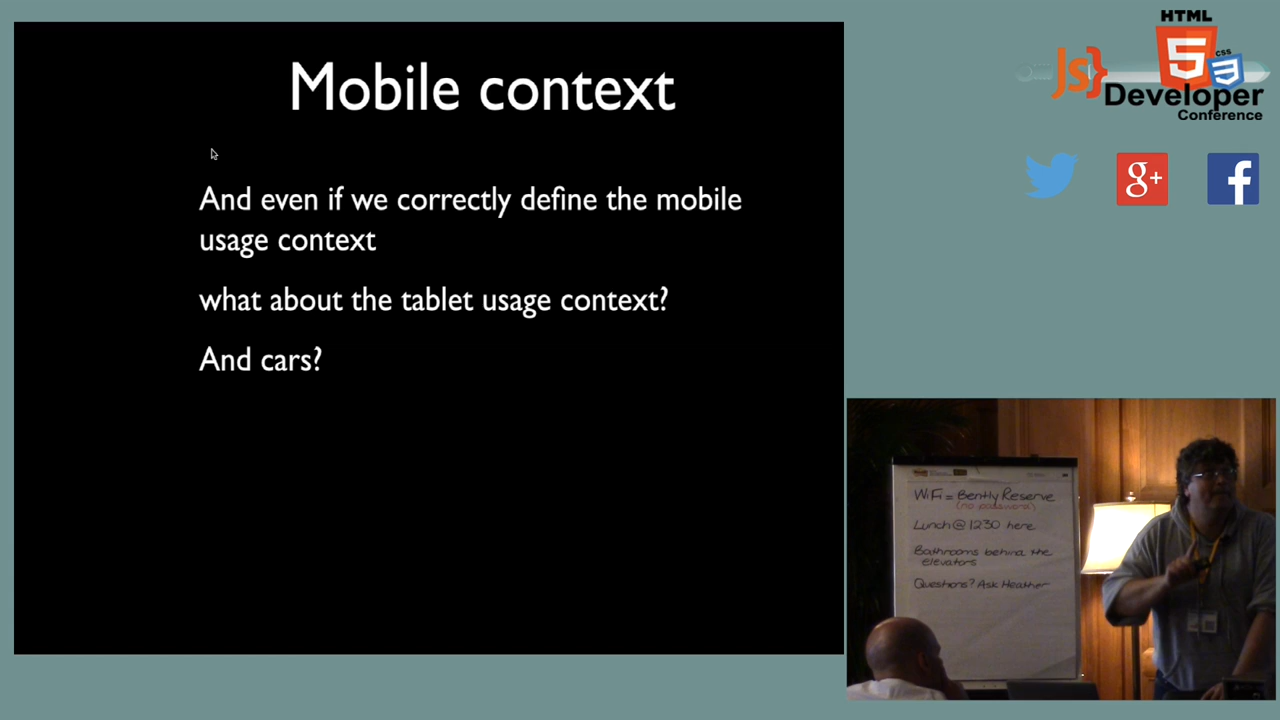 Mobile context
And even if we correctly define the mobile
usage context
what about the tablet usage context?
And cars?
HTML
JS}
5
css
3
Developer
Conference
g+
f
WiFi = Bently Reserve
(no password)
Lunch @ 1230 here
Bathrooms behind the
elevators
Questions? Ask Heather